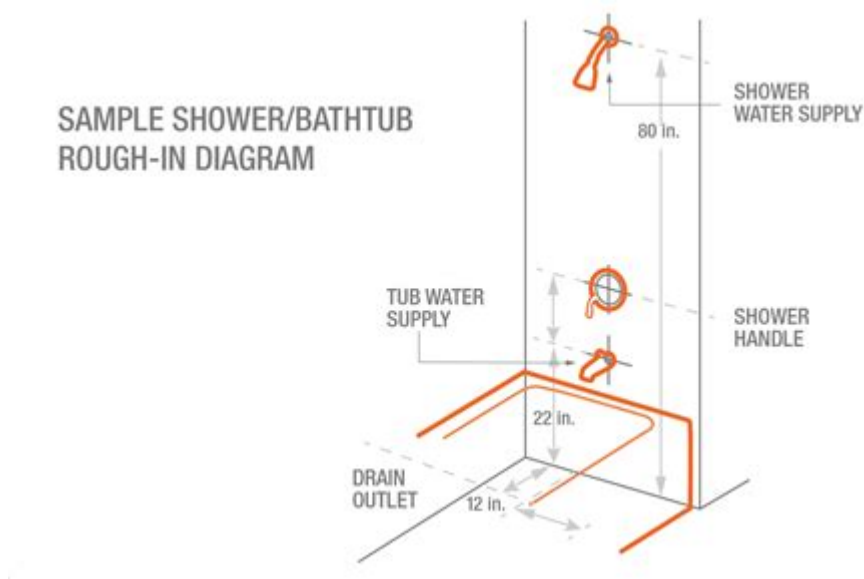 SAMPLE SHOWER/BATHTUB
ROUGH-IN DIAGRAM
SHOWER
WATER SUPPLY
80 in.
TUB WATER
SUPPLY
SHOWER
HANDLE
22 in.
DRAIN
OUTLET
12 in.